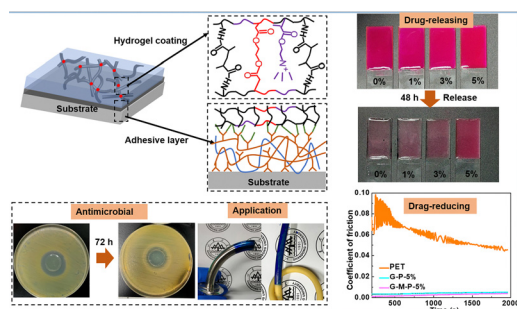 Hydrogel coating
Substrate
Adhesive layer
Substrate
Drug-releasing
0% 1% 3% 5%
48 h Release
0% 1% 3% 5%
Antimicrobial
72 h
Application
Drag-reducing
Coefficient of friction
0.10
0.08
0.06
0.04
0.02
0.00
PET
G-P-5%
G-M-P-5%
500 1000 1500 2000